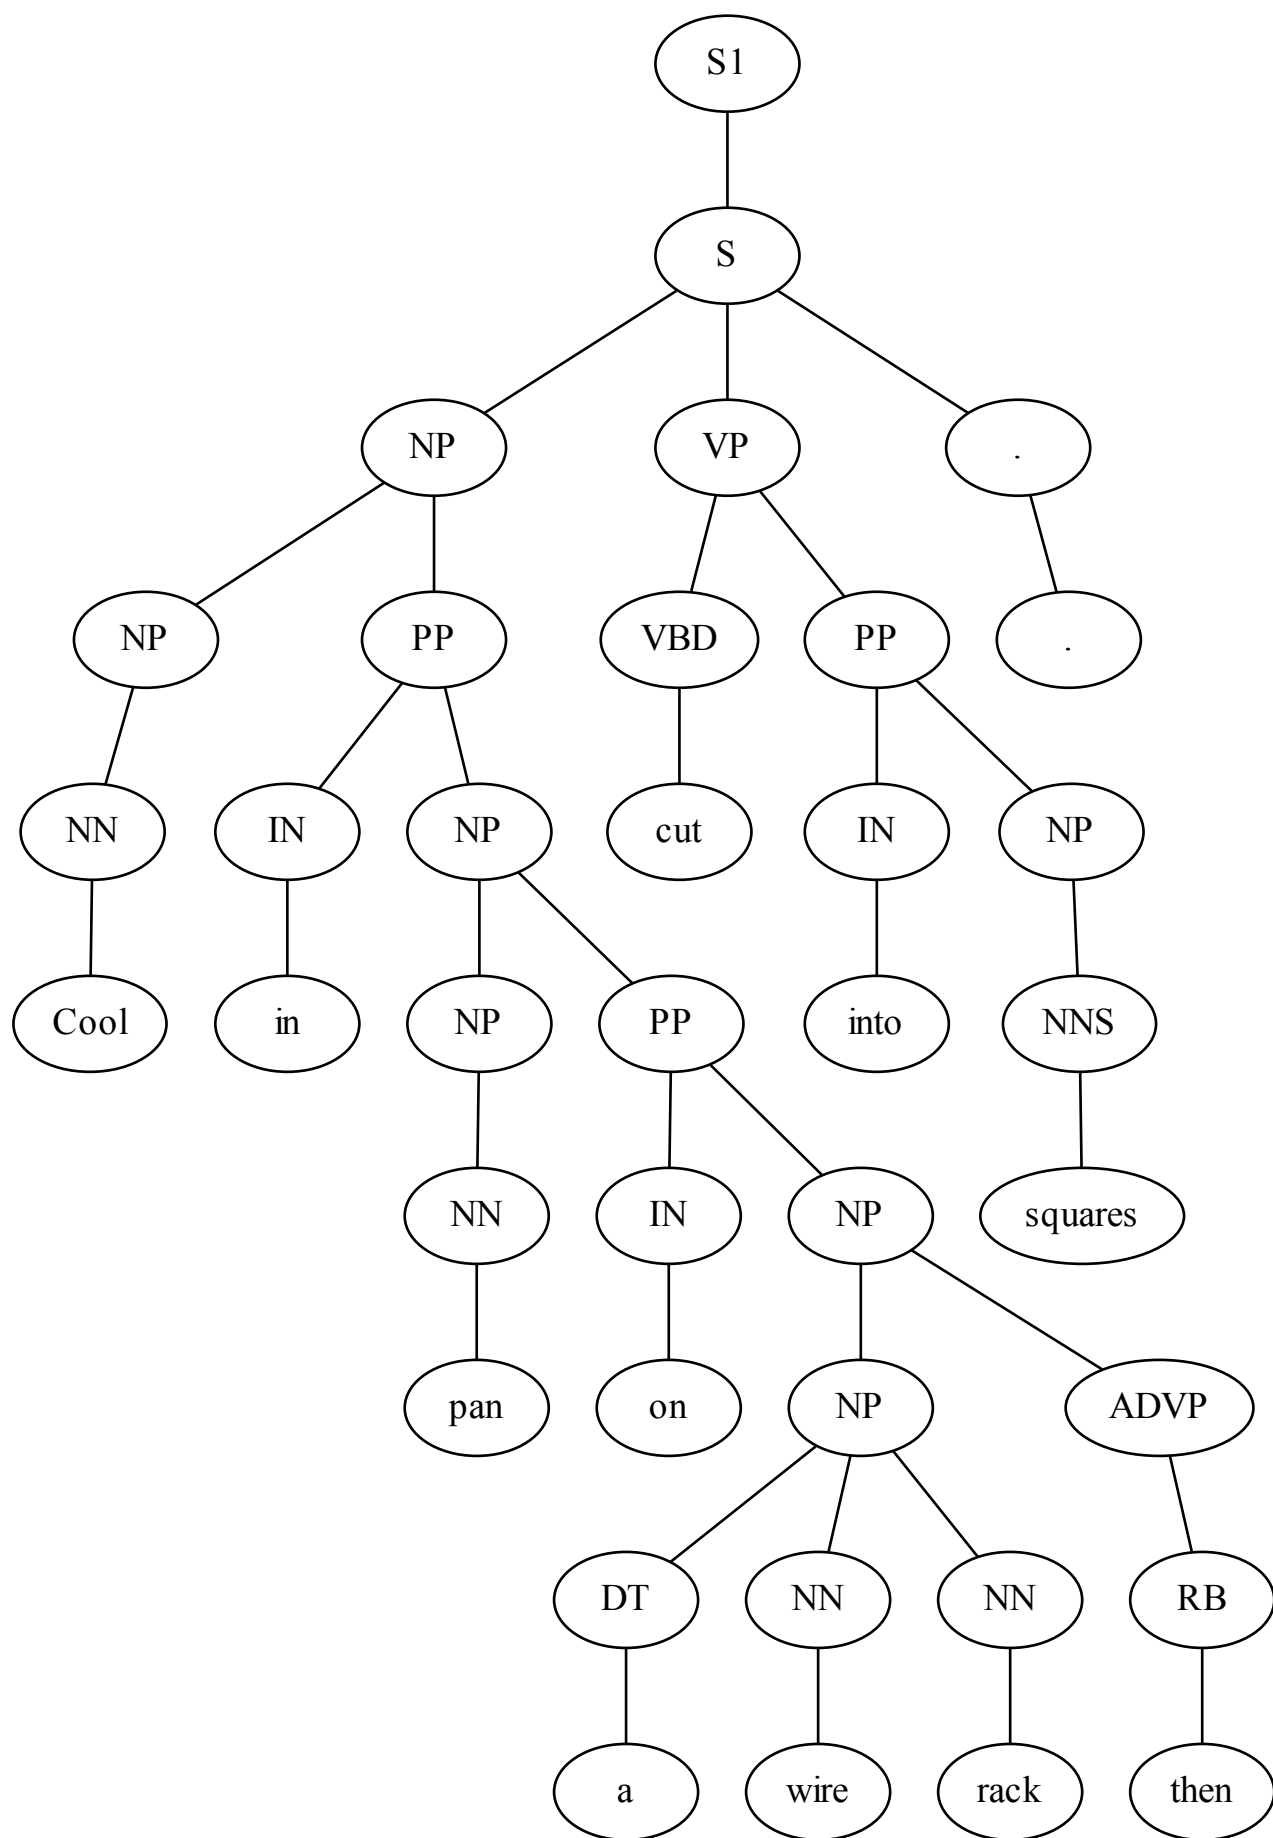 S1
S
NP VP .
NP PP VBD PP .
NN IN NP cut IN NP
Cool in NP PP into NNS
NN IN NP squares
pan on NP ADVP
DT NN NN RB
a wire rack then